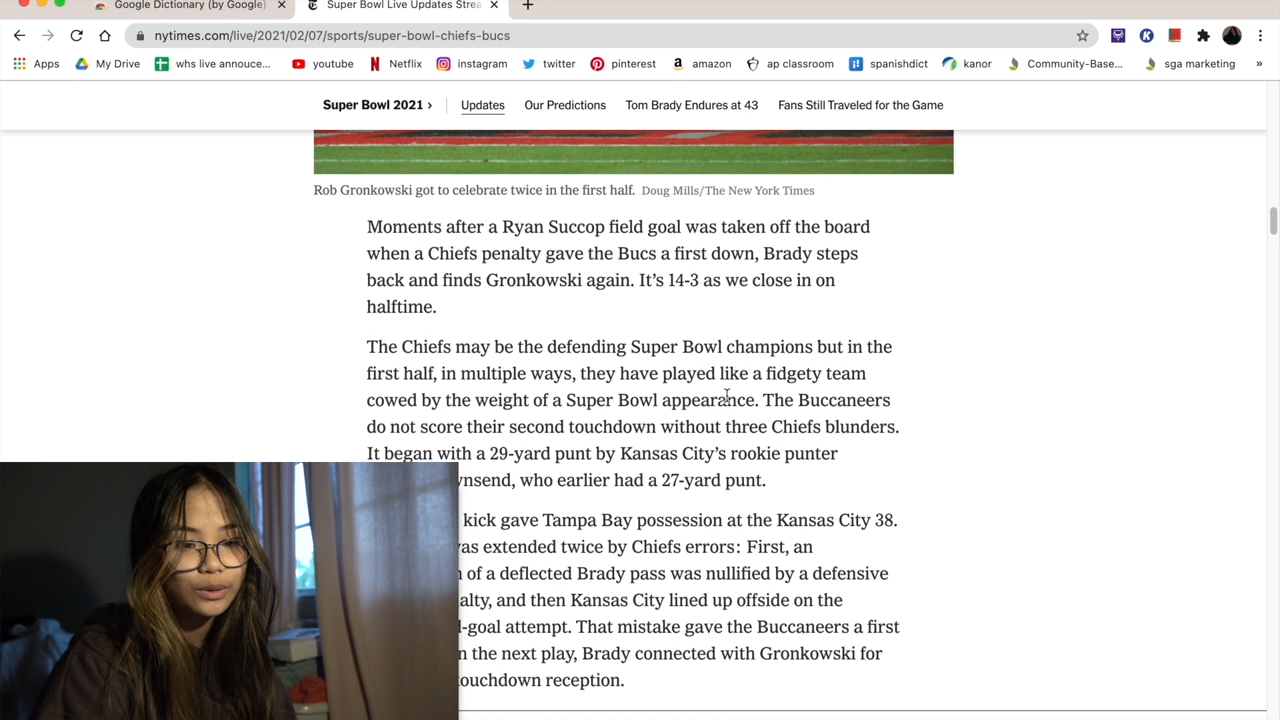 Google Dictionary (by Google)
Super Bowl Live Updates Strea
nytimes.com/live/2021/02/07/sports/super-bowl-chiefs-bucs
Apps My Drive whs live annouce... youtube Netflix instagram twitter pinterest amazon ap classroom spanishdict kanor Community-Base... sga marketing »
Super Bowl 2021 › Updates Our Predictions Tom Brady Endures at 43 Fans Still Traveled for the Game
Rob Gronkowski got to celebrate twice in the first half. Doug Mills/The New York Times
Moments after a Ryan Succop field goal was taken off the board
when a Chiefs penalty gave the Bucs a first down, Brady steps
back and finds Gronkowski again. It's 14-3 as we close in on
halftime.
The Chiefs may be the defending Super Bowl champions but in the
first half, in multiple ways, they have played like a fidgety team
cowed by the weight of a Super Bowl appearance. The Buccaneers
do not score their second touchdown without three Chiefs blunders.
It began with a 29-yard punt by Kansas City's rookie punter
wnsend, who earlier had a 27-yard punt.
kick gave Tampa Bay possession at the Kansas City 38.
as extended twice by Chiefs errors: First, an
of a deflected Brady pass was nullified by a defensive
alty, and then Kansas City lined up offside on the
-goal attempt. That mistake gave the Buccaneers a first
n the next play, Brady connected with Gronkowski for
touchdown reception.